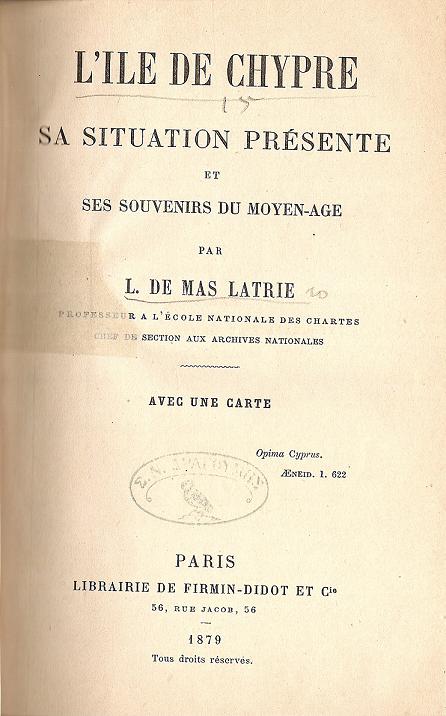 L'ILE DE CHYPRE
15
SA SITUATION PRÉSENTE
ET
SES SOUVENIRS DU MOYEN-AGE
PAR
L. DE MAS LATRIE
PROFESSEUR A L'ÉCOLE NATIONALE DES CHARTES
CHEF DE SECTION AUX ARCHIVES NATIONALES
AVEC UNE CARTE
Opima Cyprus.
ÆNEID. 1. 622
PARIS
LIBRAIRIE DE FIRMIN-DIDOT ET Cie
56, RUE JACOB, 56
1879
Tous droits réservés.